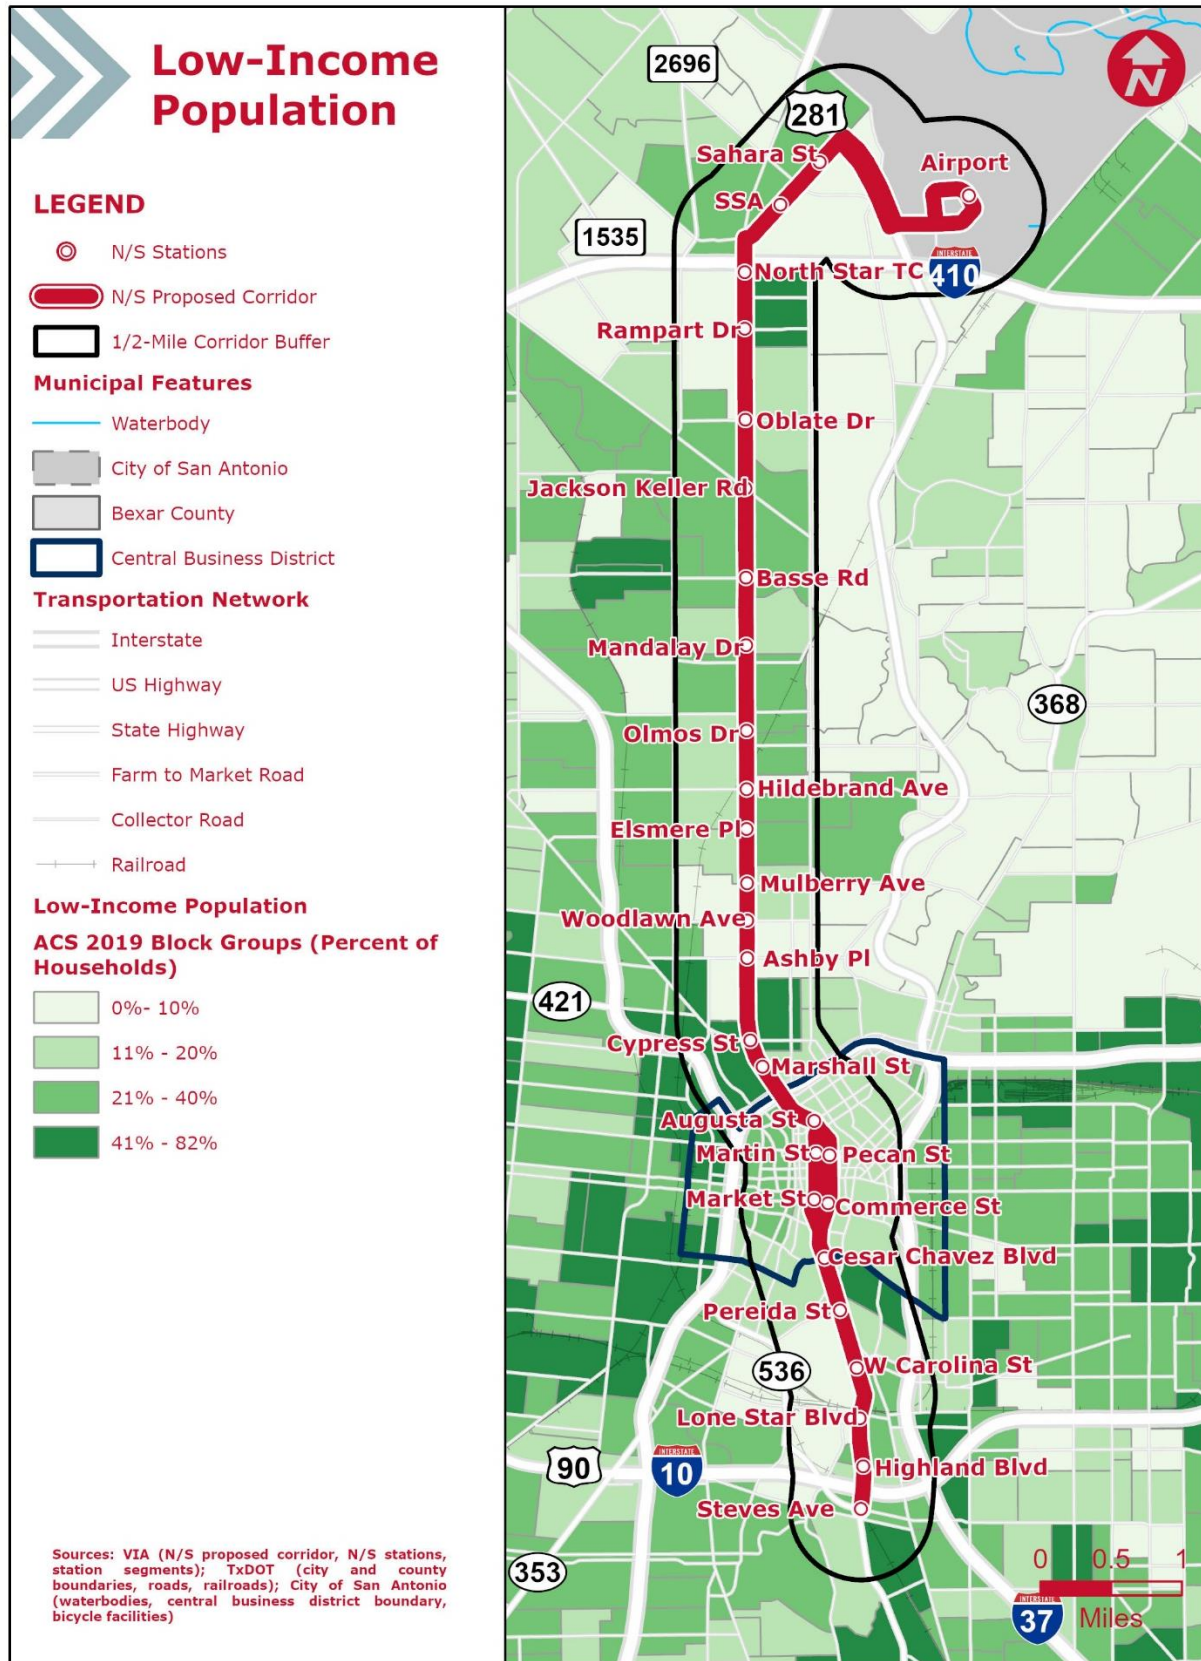 Low-Income
Population
LEGEND
N/S Stations
N/S Proposed Corridor
1/2-Mile Corridor Buffer
Municipal Features
Waterbody
City of San Antonio
Bexar County
Central Business District
Transportation Network
Interstate
US Highway
State Highway
Farm to Market Road
Collector Road
Railroad
Low-Income Population
ACS 2019 Block Groups (Percent of
Households)
0%- 10%
11% - 20%
21% - 40%
41% - 82%
Sources: VIA (N/S proposed corridor, N/S stations,
station segments); TxDOT (city and county
boundaries, roads, railroads); City of San Antonio
(waterbodies, central business district boundary,
bicycle facilities)
2696
N
281
Sahara St
Airport
SSA
1535
North Star TC
INTERSTATE
410
Rampart Dr
Oblate Dr
Jackson Keller Rd
Basse Rd
Mandalay Dr
368
Olmos Dr
Hildebrand Ave
Elsmere Pl
Mulberry Ave
Woodlawn Ave
Ashby Pl
421
Cypress St
Marshall St
Augusta St
Martin St
Pecan St
Market St
Commerce St
Cesar Chavez Blvd
Pereida St
536
W Carolina St
Lone Star Blvd
90
INTERSTATE
10
Highland Blvd
Steves Ave
353
0 0.5 1
Miles
INTERSTATE
37